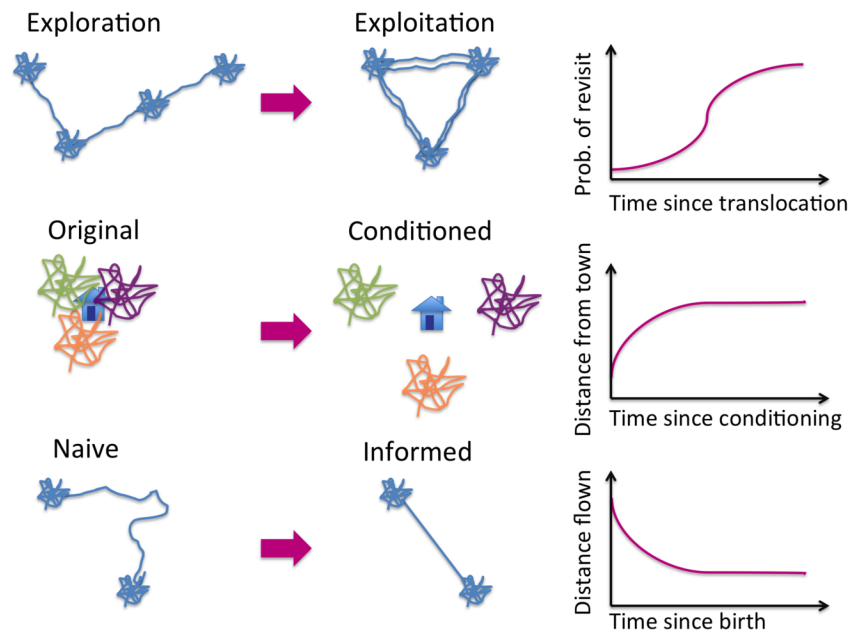 Exploration
Exploitation
Prob. of revisit
Time since translocation
Original
Conditioned
Distance from town
Time since conditioning
Naive
Informed
Distance flown
Time since birth